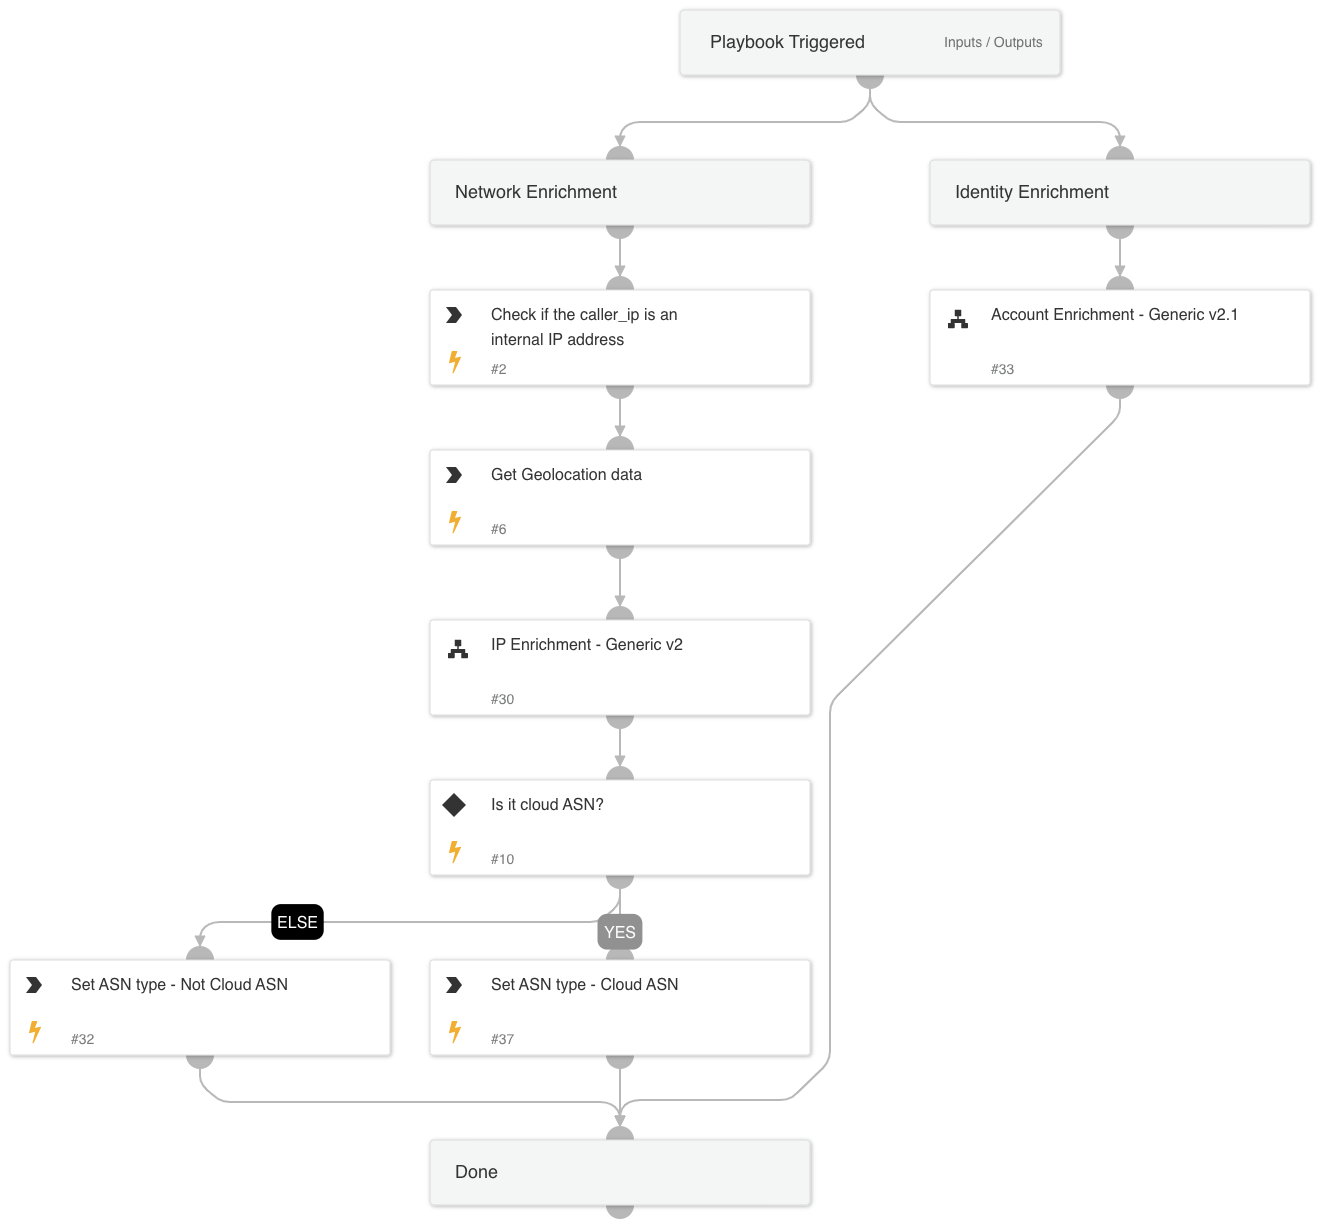 Playbook Triggered
Inputs / Outputs
Network Enrichment
Identity Enrichment
Check if the caller_ip is an
internal IP address
#2
Account Enrichment - Generic v2.1
#33
Get Geolocation data
#6
IP Enrichment - Generic v2
#30
Is it cloud ASN?
#10
ELSE
YES
Set ASN type - Not Cloud ASN
#32
Set ASN type - Cloud ASN
#37
Done